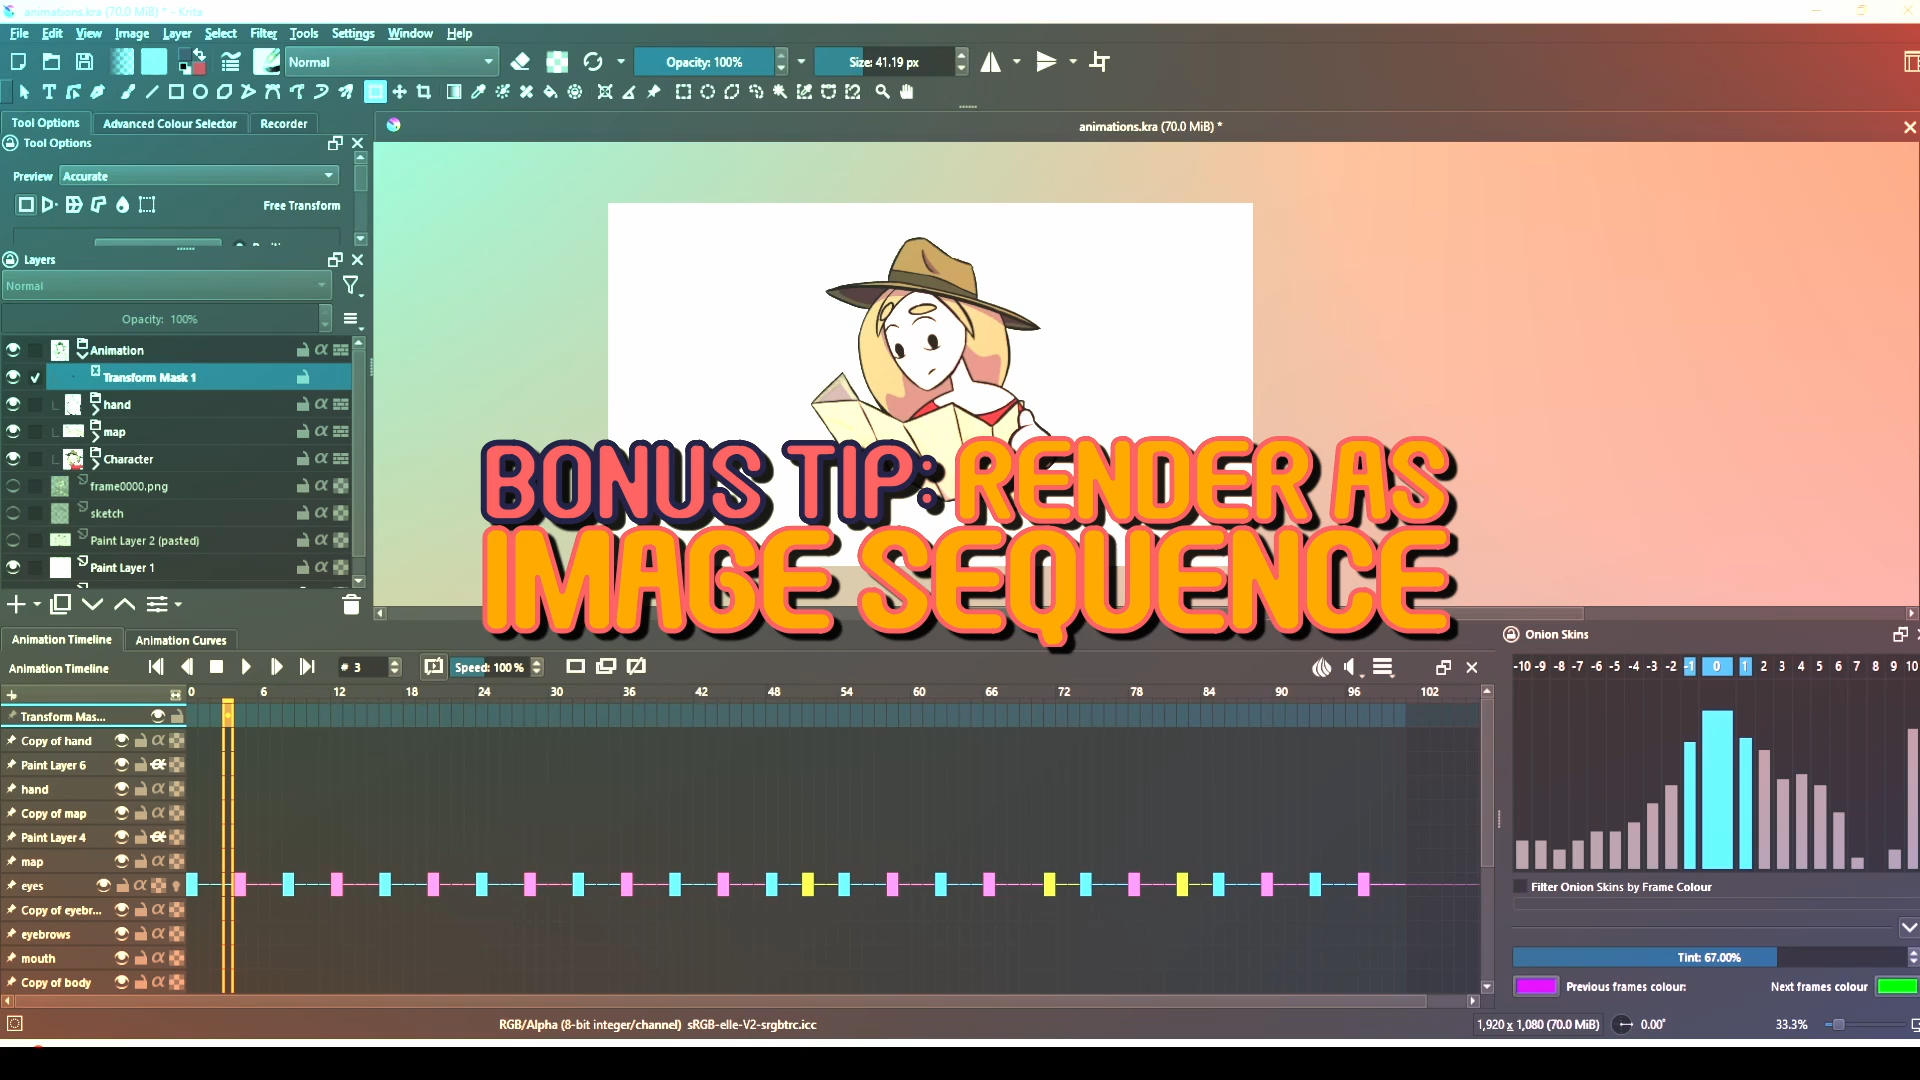 animations.kra (70.0 MiB) * - Krita
File Edit View Image Layer Select Filter Tools Settings Window Help
Normal
Opacity: 100%
Size: 41.19 px
Tool Options Advanced Colour Selector Recorder
animations.kra (70.0 MiB) *
Tool Options
Preview Accurate
Free Transform
Layers
Normal
Opacity: 100%
Animation
Transform Mask 1
hand
map
Character
frame0000.png
sketch
Paint Layer 2 (pasted)
Paint Layer 1
BONUS TIP: RENDER AS
IMAGE SEQUENCE
Animation Timeline Animation Curves
Onion Skins
Animation Timeline
# 3
Speed: 100 %
-10 -9 -8 -7 -6 -5 -4 -3 -2 -1 0 1 2 3 4 5 6 7 8 9 10
0 6 12 18 24 30 36 42 48 54 60 66 72 78 84 90 96 102
Transform Mas...
Copy of hand
Paint Layer 6
hand
Copy of map
Paint Layer 4
map
eyes
Copy of eyebr...
eyebrows
mouth
Copy of body
Filter Onion Skins by Frame Colour
Tint: 67.00%
Previous frames colour: Next frames colour
RGB/Alpha (8-bit integer/channel) sRGB-elle-V2-srgbtrc.icc
1,920 x 1,080 (70.0 MiB)
0.00°
33.3%